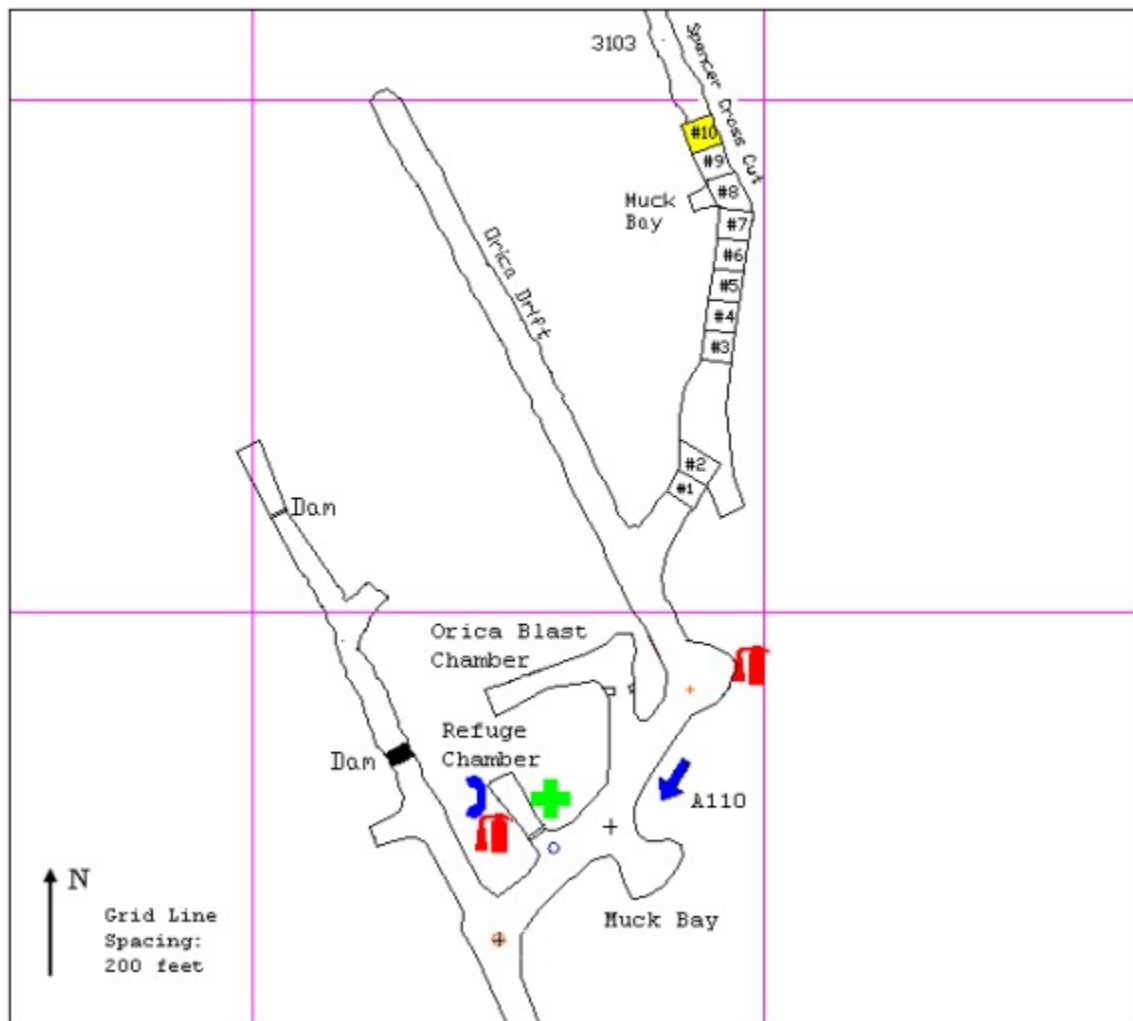 3103
Spencer Cross Cut
#10
#9
Muck
Bay
#8
#7
#6
#5
#4
#3
Orica Drift
#2
#1
Dam
Orica Blast
Chamber
Refuge
Chamber
Dam
A110
Muck Bay
N
Grid Line
Spacing:
200 feet